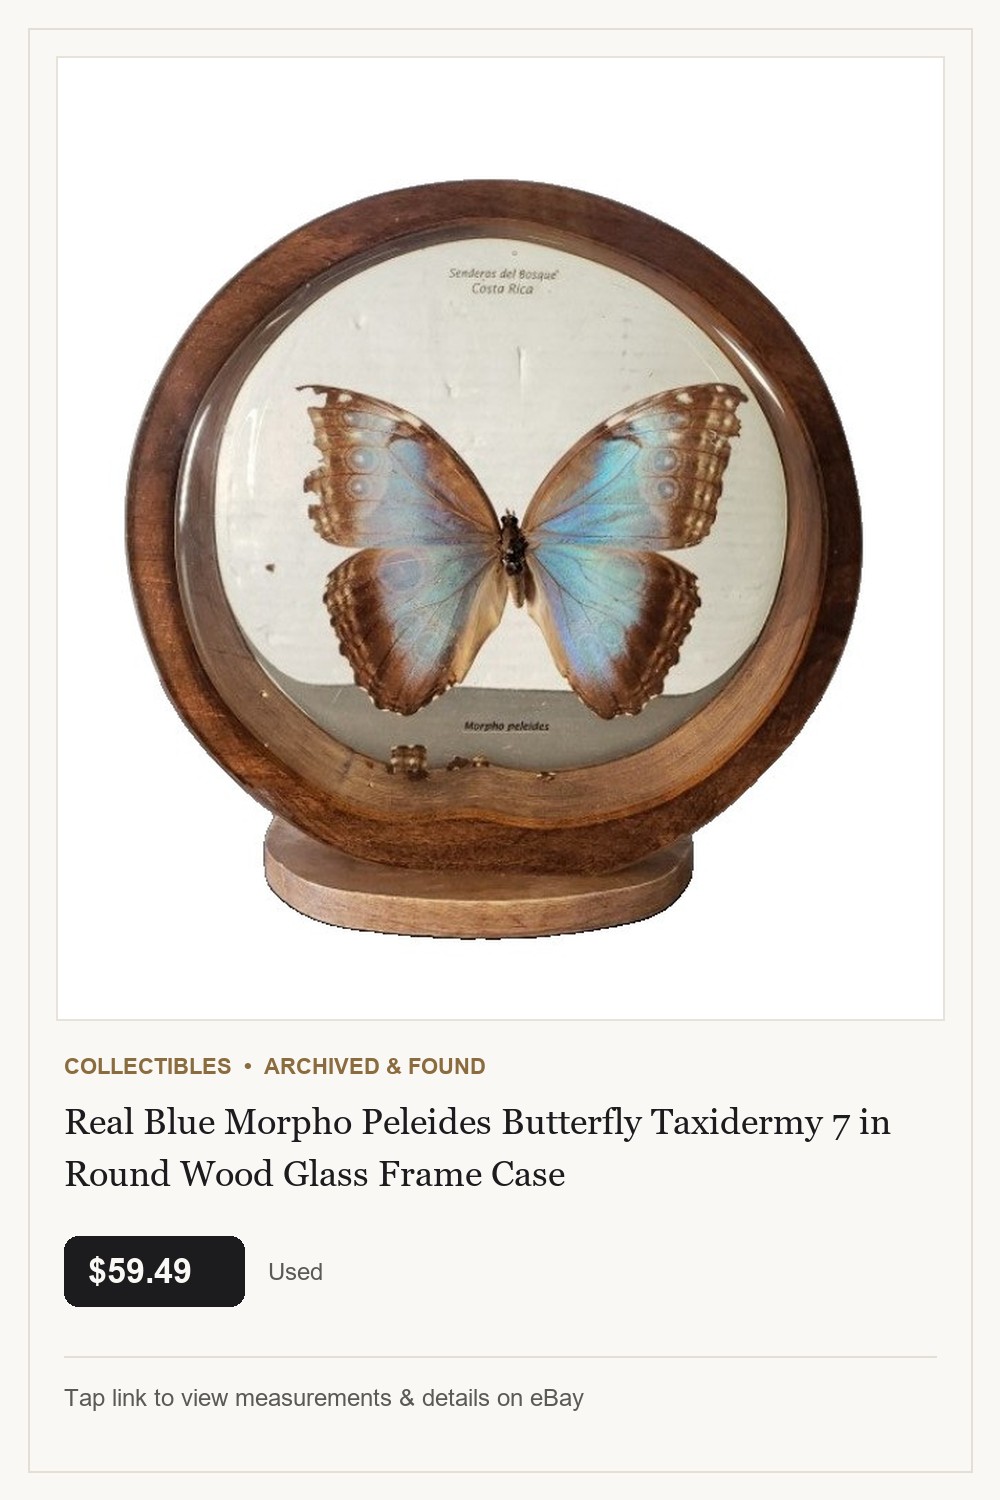 Senderos del Bosque
Costa Rica
Morpho peleides
COLLECTIBLES • ARCHIVED & FOUND
Real Blue Morpho Peleides Butterfly Taxidermy 7 in
Round Wood Glass Frame Case
$59.49
Used
Tap link to view measurements & details on eBay